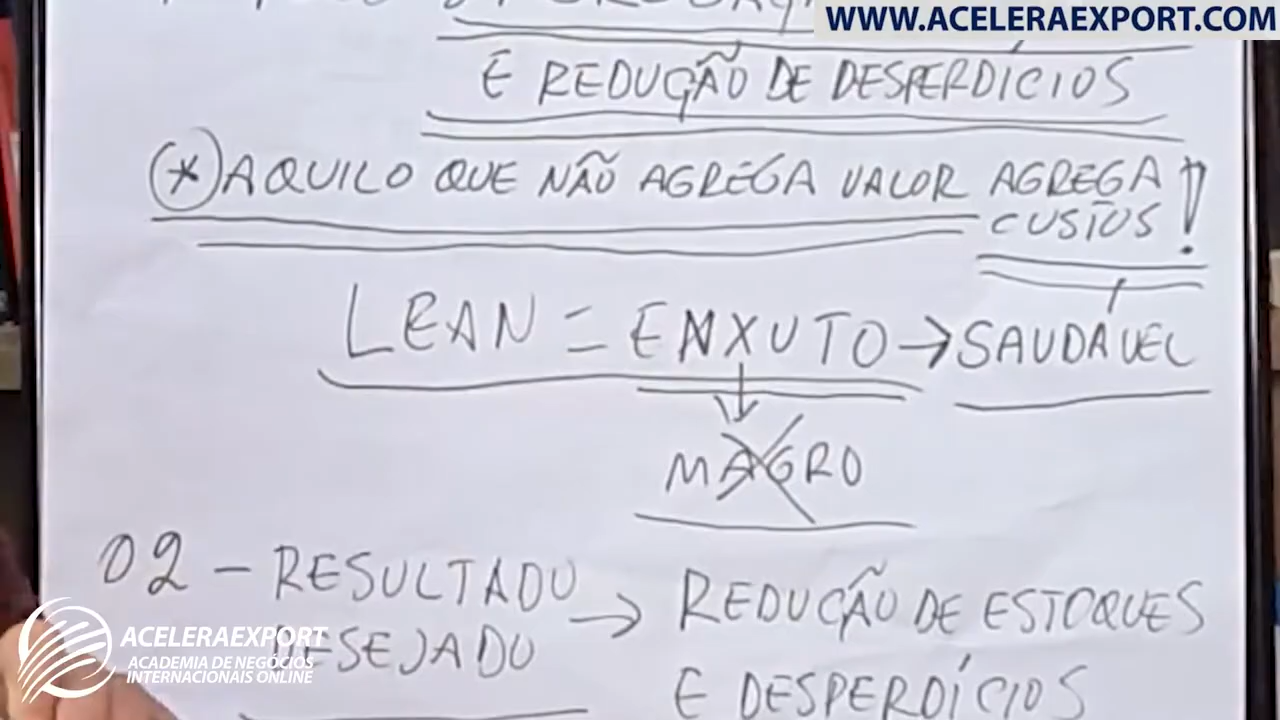 WWW.ACELERAEXPORT.COM
E REDUÇÃO DE DESPERDÍCIOS
(*) AQUILO QUE NÃO AGREGA VALOR AGREGA
CUSTOS!
LEAN = ENXUTO → SAUDÁVEL
MAGRO
02 - RESULTADO
DESEJADO → REDUÇÃO DE ESTOQUES
E DESPERDÍCIOS
ACELERAEXPORT
ACADEMIA DE NEGÓCIOS
INTERNACIONAIS ONLINE